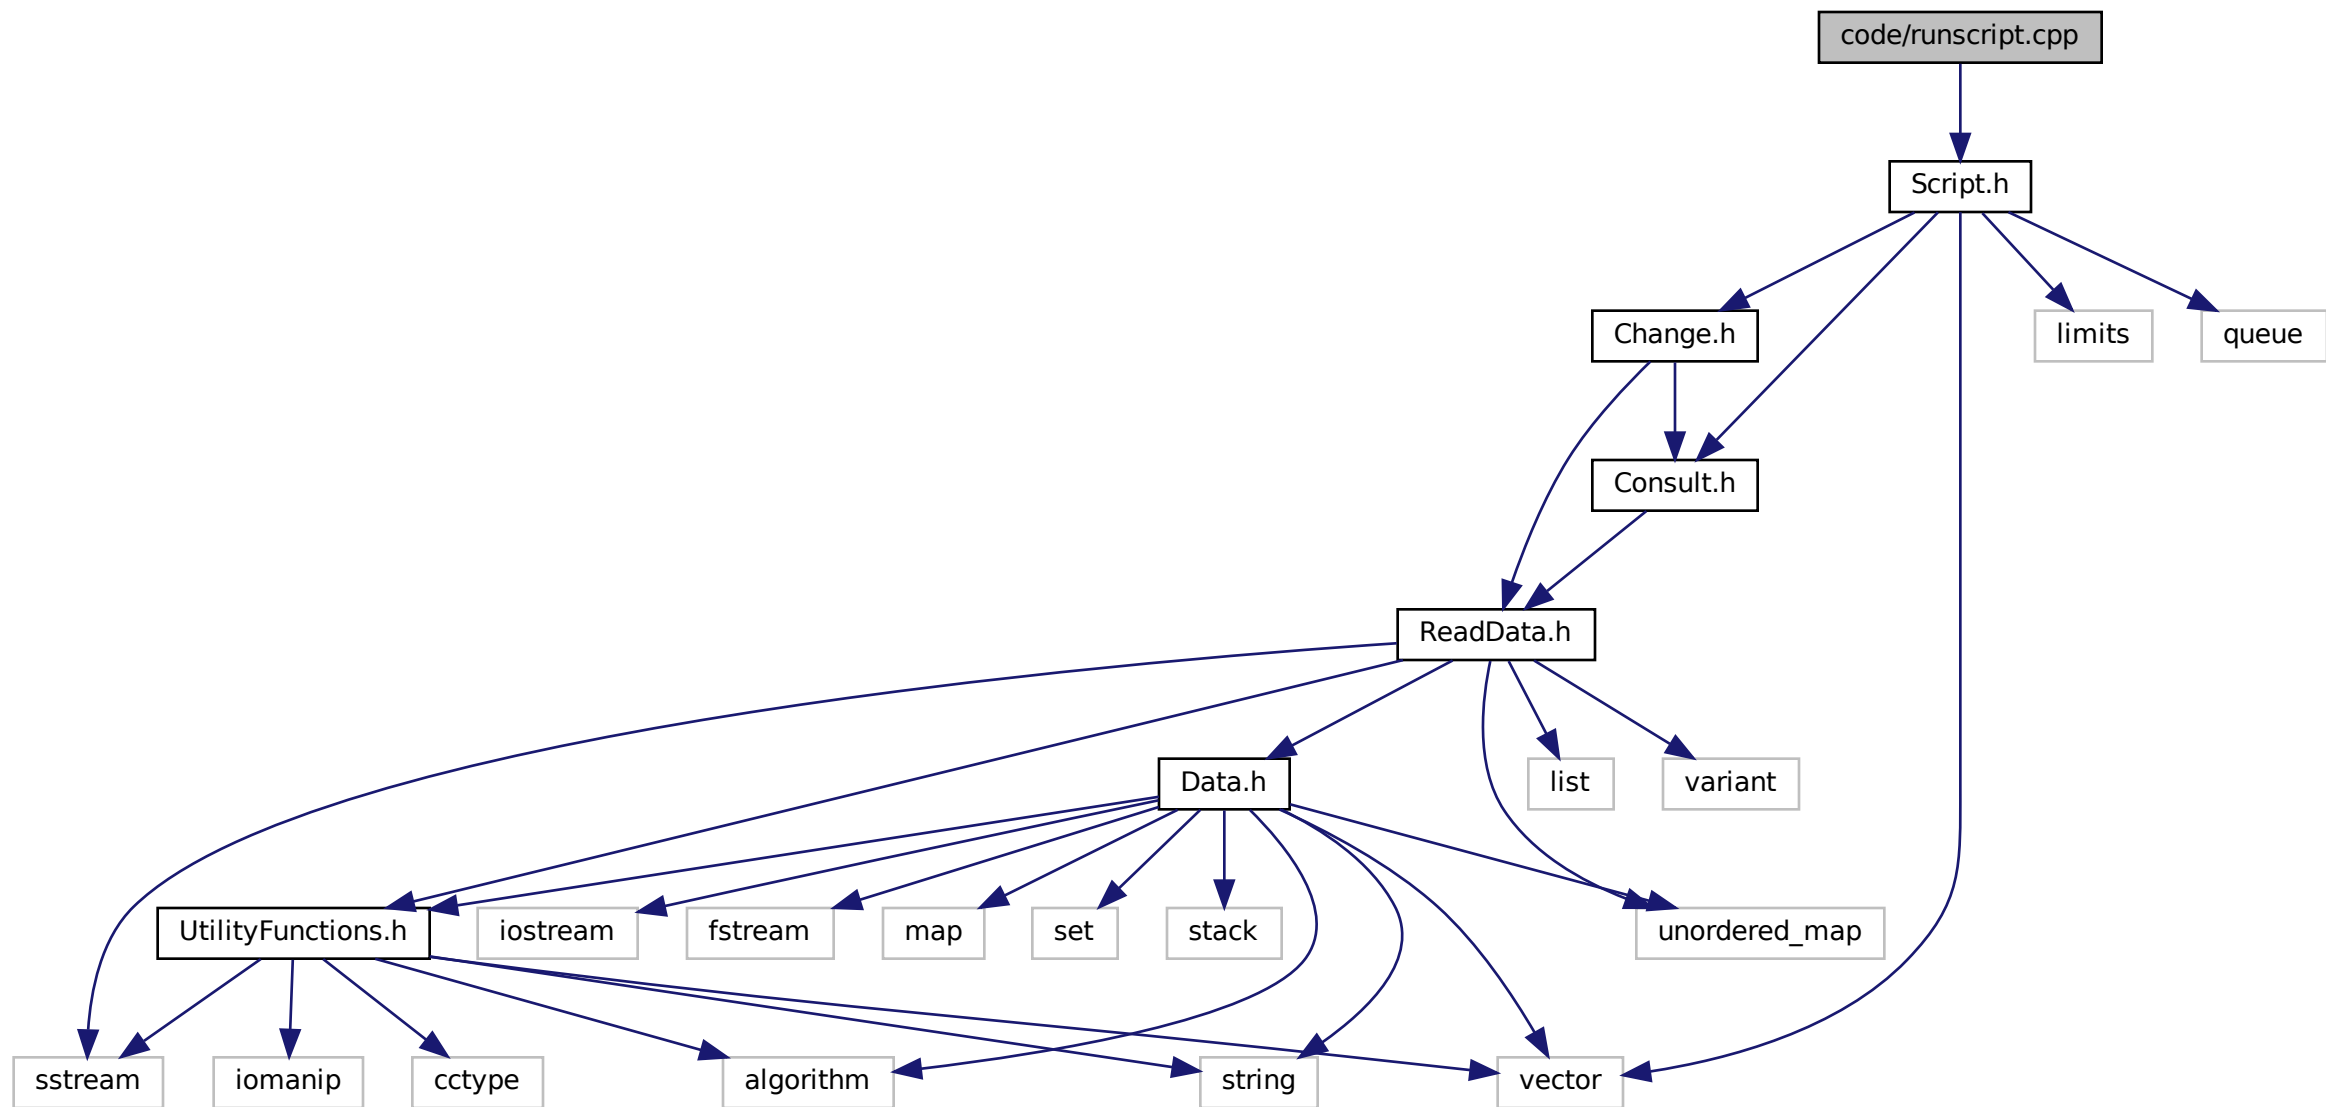 code/runscript.cpp
Script.h
Change.h
limits
queue
Consult.h
ReadData.h
Data.h
list
variant
UtilityFunctions.h
iostream
fstream
map
set
stack
unordered_map
sstream
iomanip
cctype
algorithm
string
vector